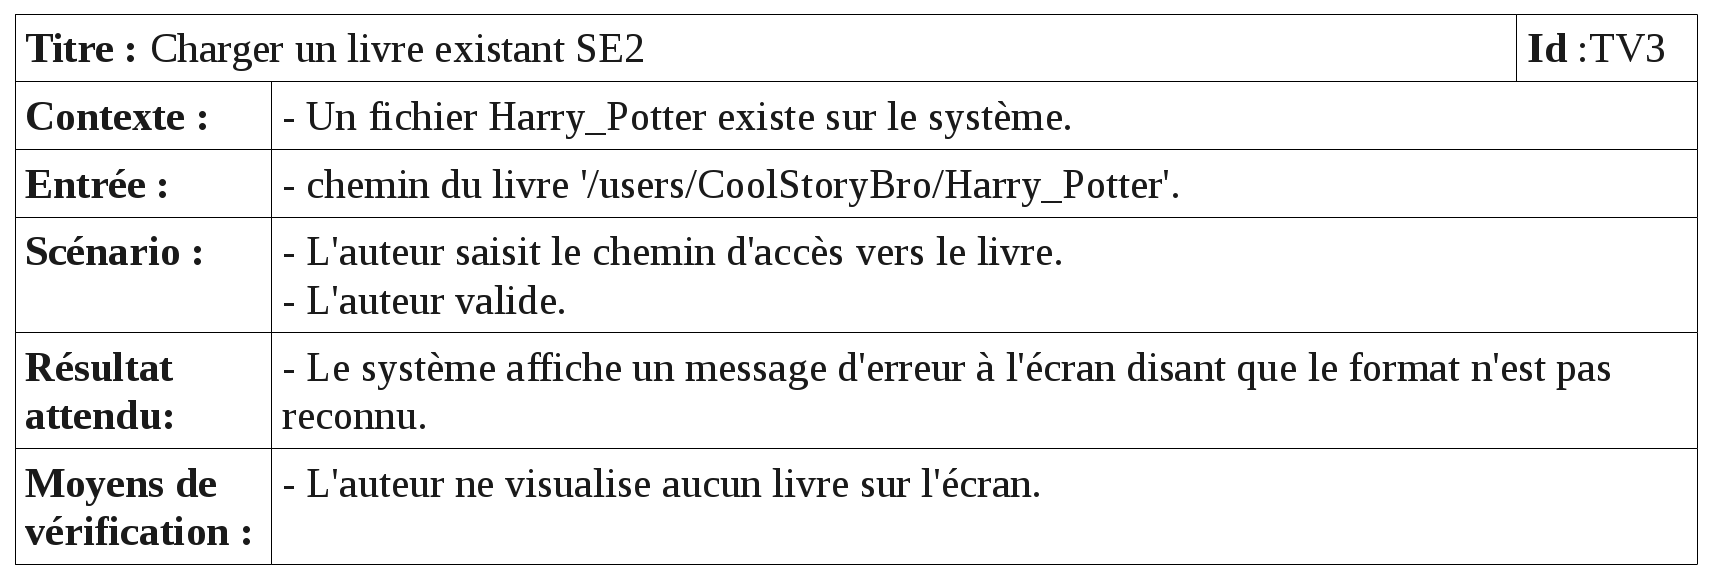 Titre : Charger un livre existant SE2
Id :TV3
Contexte :
- Un fichier Harry_Potter existe sur le système.
Entrée :
- chemin du livre '/users/CoolStoryBro/Harry_Potter'.
Scénario :
- L'auteur saisit le chemin d'accès vers le livre.
- L'auteur valide.
Résultat
attendu:
- Le système affiche un message d'erreur à l'écran disant que le format n'est pas
reconnu.
Moyens de
vérification :
- L'auteur ne visualise aucun livre sur l'écran.